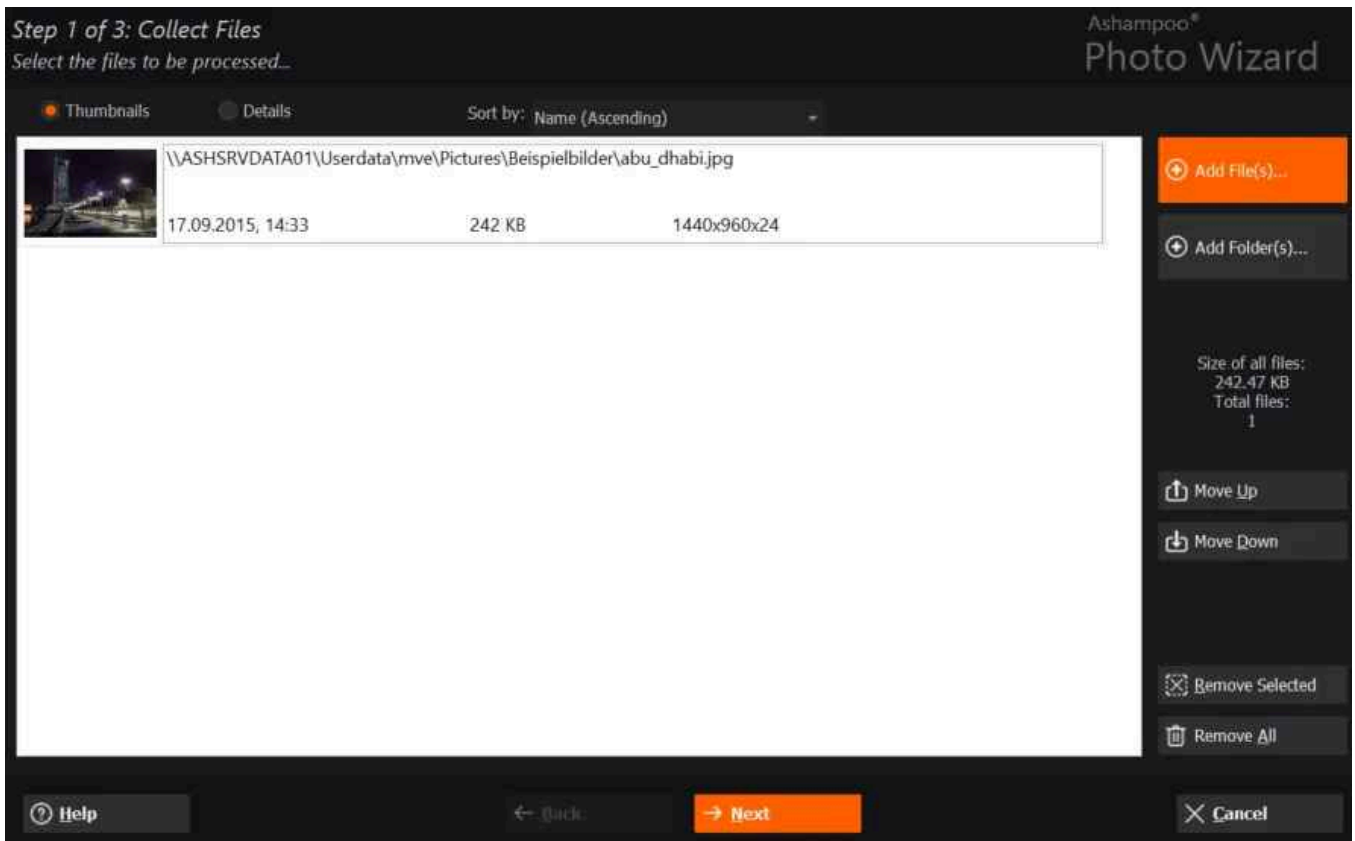 Step 1 of 3: Collect Files
Select the files to be processed...
Ashampoo®
Photo Wizard
Thumbnails
Details
Sort by: Name (Ascending)
\\ASHSRVDATA01\Userdata\mve\Pictures\Beispielbilder\abu_dhabi.jpg
17.09.2015, 14:33 242 KB 1440x960x24
Add File(s)...
Add Folder(s)...
Size of all files:
242.47 KB
Total files:
1
Move Up
Move Down
Remove Selected
Remove All
Help
Back
Next
Cancel